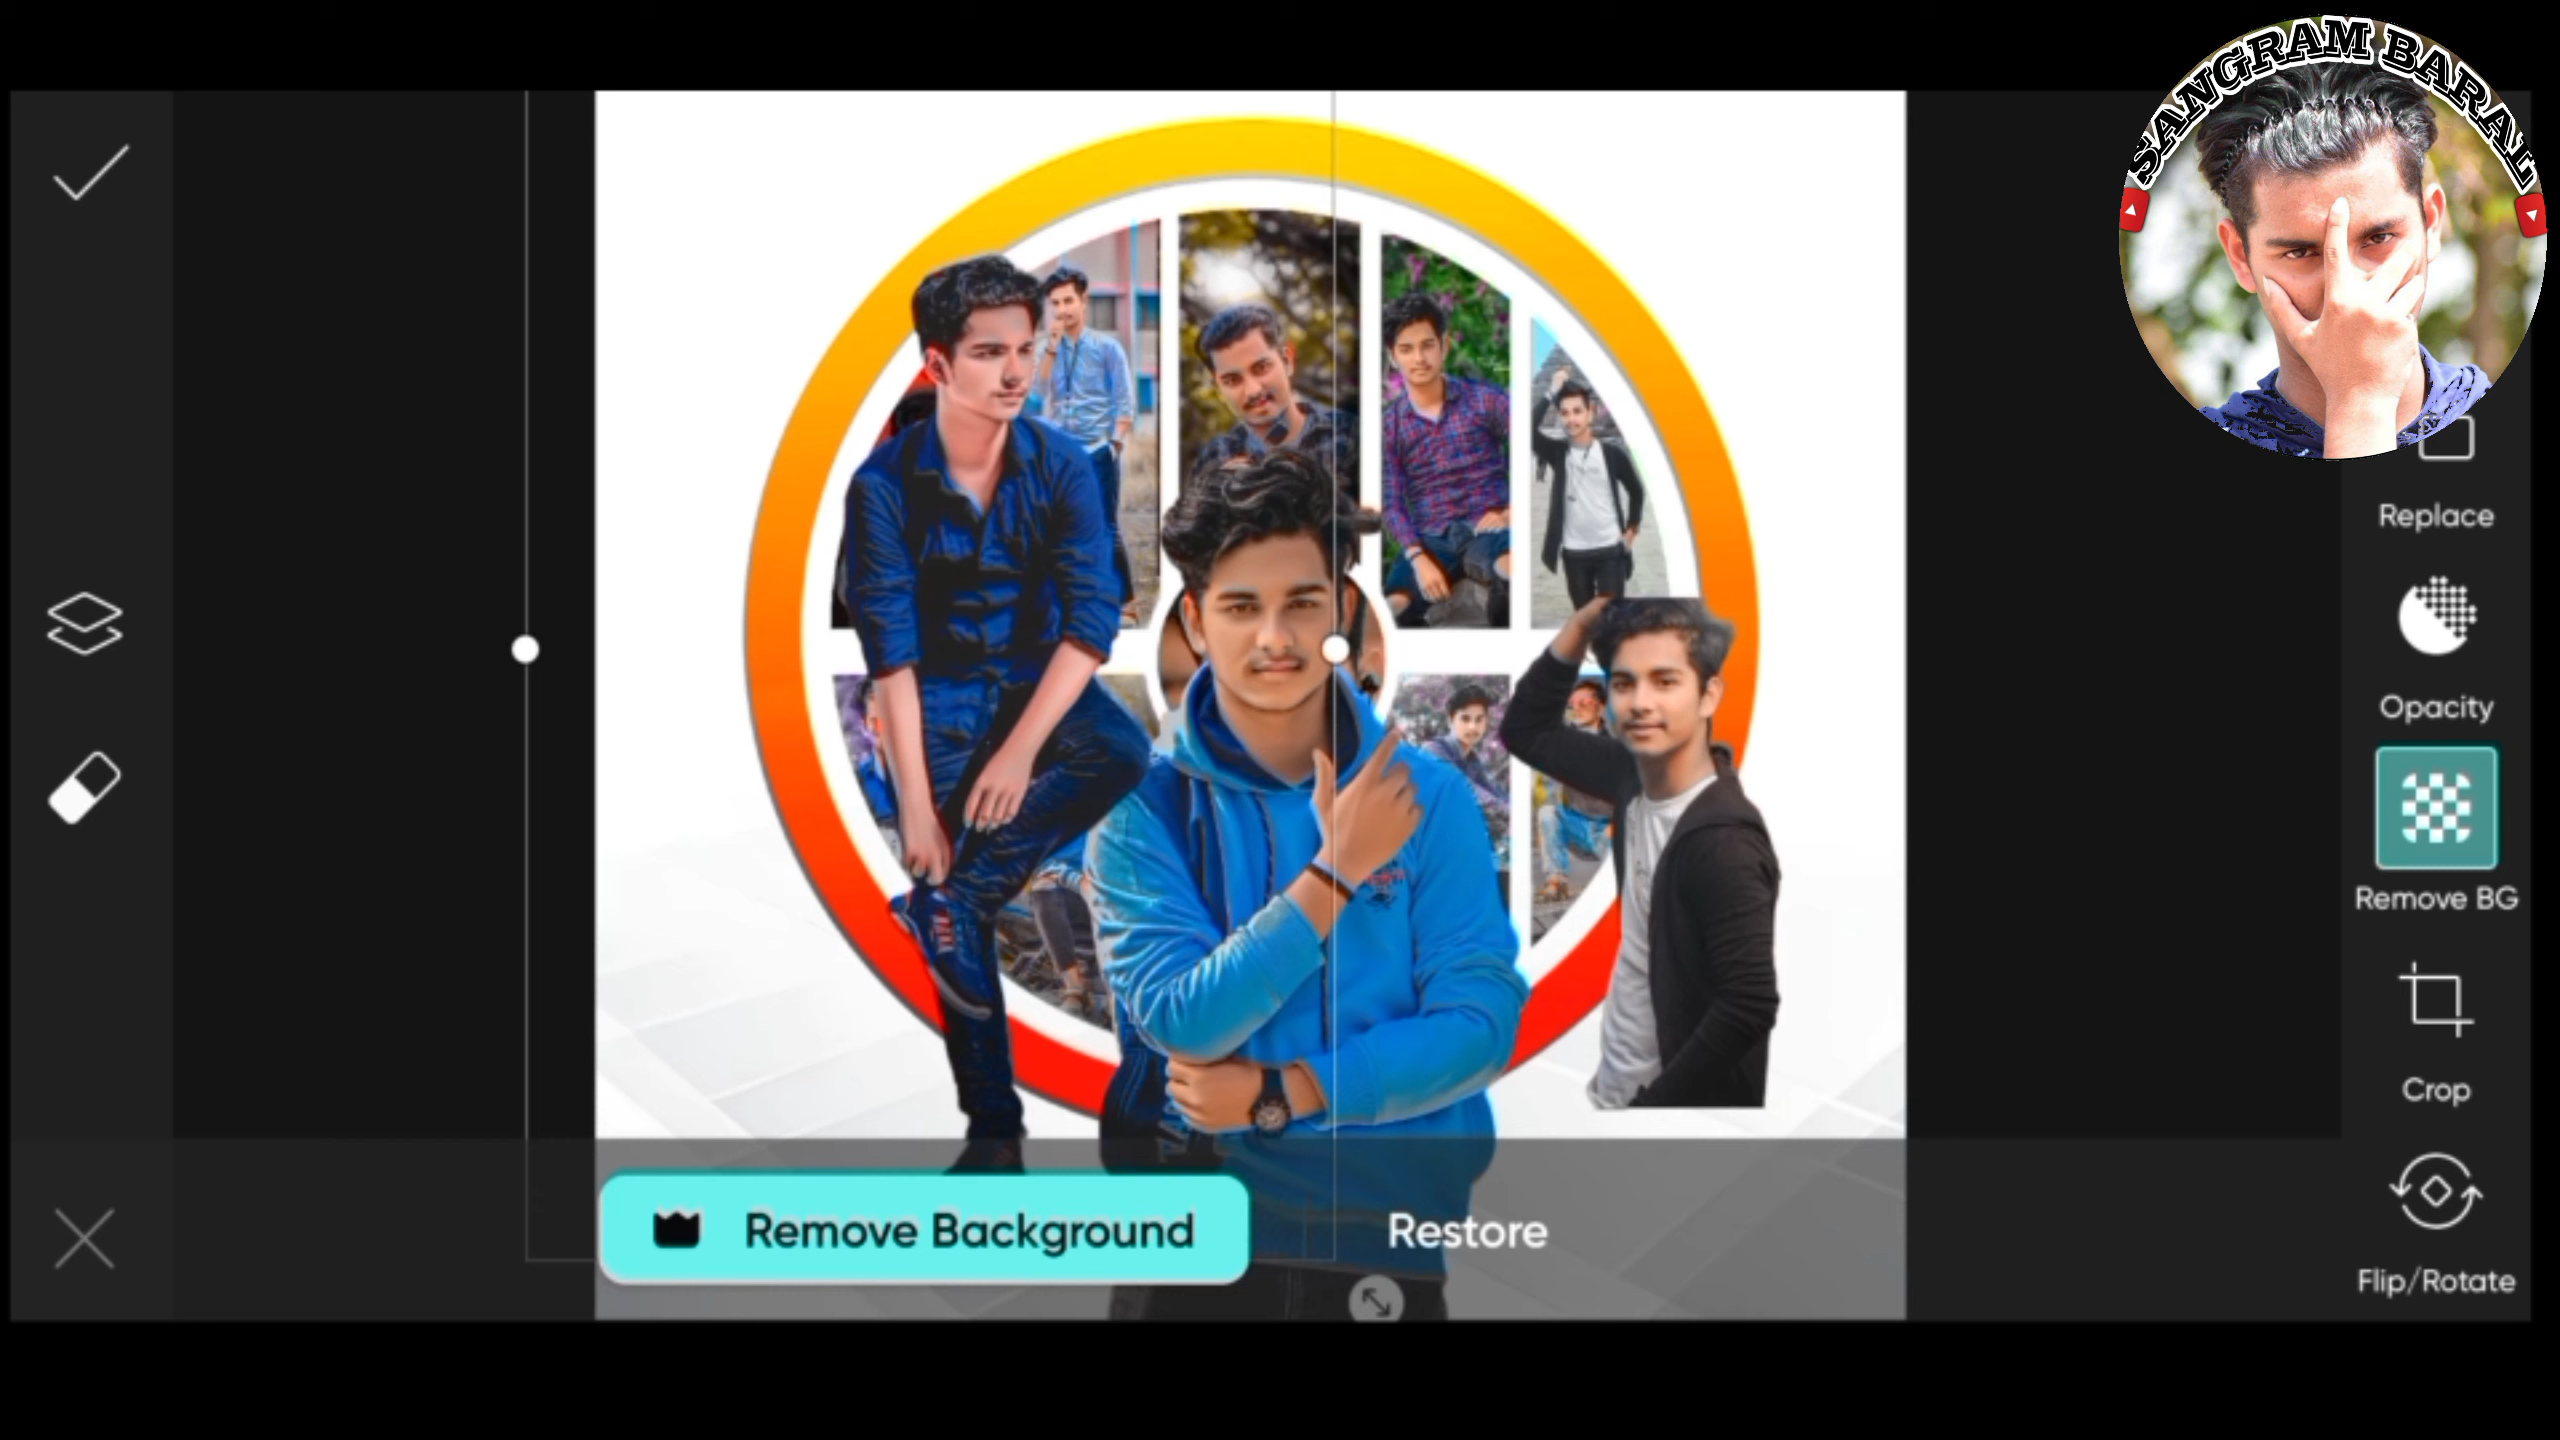 SANGRAM BARAL
Replace
Opacity
Remove BG
Crop
Flip/Rotate
Remove Background
Restore